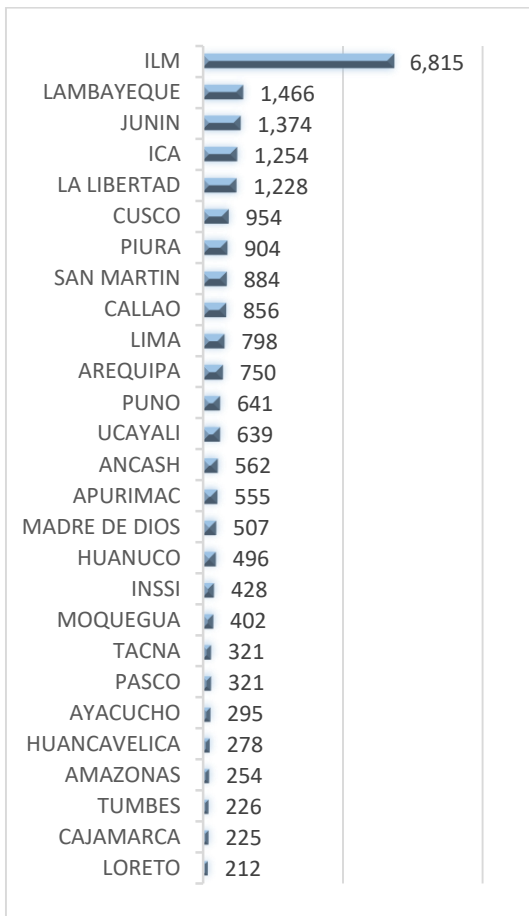 ILM 6,815
LAMBAYEQUE 1,466
JUNIN 1,374
ICA 1,254
LA LIBERTAD 1,228
CUSCO 954
PIURA 904
SAN MARTIN 884
CALLAO 856
LIMA 798
AREQUIPA 750
PUNO 641
UCAYALI 639
ANCASH 562
APURIMAC 555
MADRE DE DIOS 507
HUANUCO 496
INSSI 428
MOQUEGUA 402
TACNA 321
PASCO 321
AYACUCHO 295
HUANCAVELICA 278
AMAZONAS 254
TUMBES 226
CAJAMARCA 225
LORETO 212